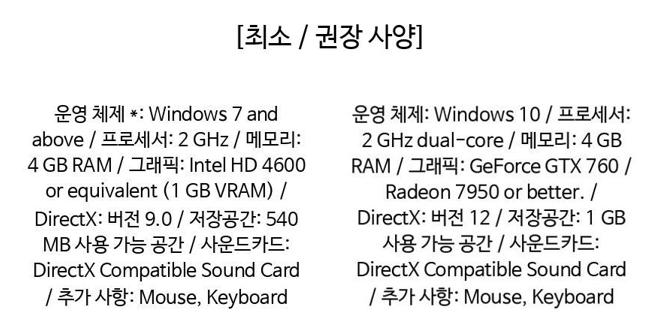 [최소 / 권장 사양]
운영 체제 *: Windows 7 and
above / 프로세서: 2 GHz / 메모리:
4 GB RAM / 그래픽: Intel HD 4600
or equivalent (1 GB VRAM) /
DirectX: 버전 9.0 / 저장공간: 540
MB 사용 가능 공간 / 사운드카드:
DirectX Compatible Sound Card
/ 추가 사항: Mouse, Keyboard
운영 체제: Windows 10 / 프로세서:
2 GHz dual-core / 메모리: 4 GB
RAM / 그래픽: GeForce GTX 760 /
Radeon 7950 or better. /
DirectX: 버전 12 / 저장공간: 1 GB
사용 가능 공간 / 사운드카드:
DirectX Compatible Sound Card
/ 추가 사항: Mouse, Keyboard